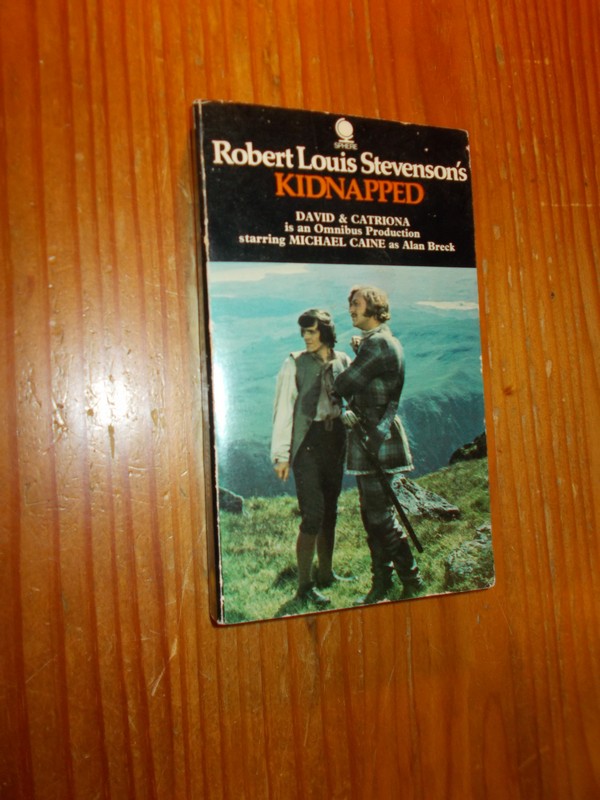 SPHERE
Robert Louis Stevenson's
KIDNAPPED
DAVID & CATRIONA
is an Omnibus Production
starring MICHAEL CAINE as Alan Breck